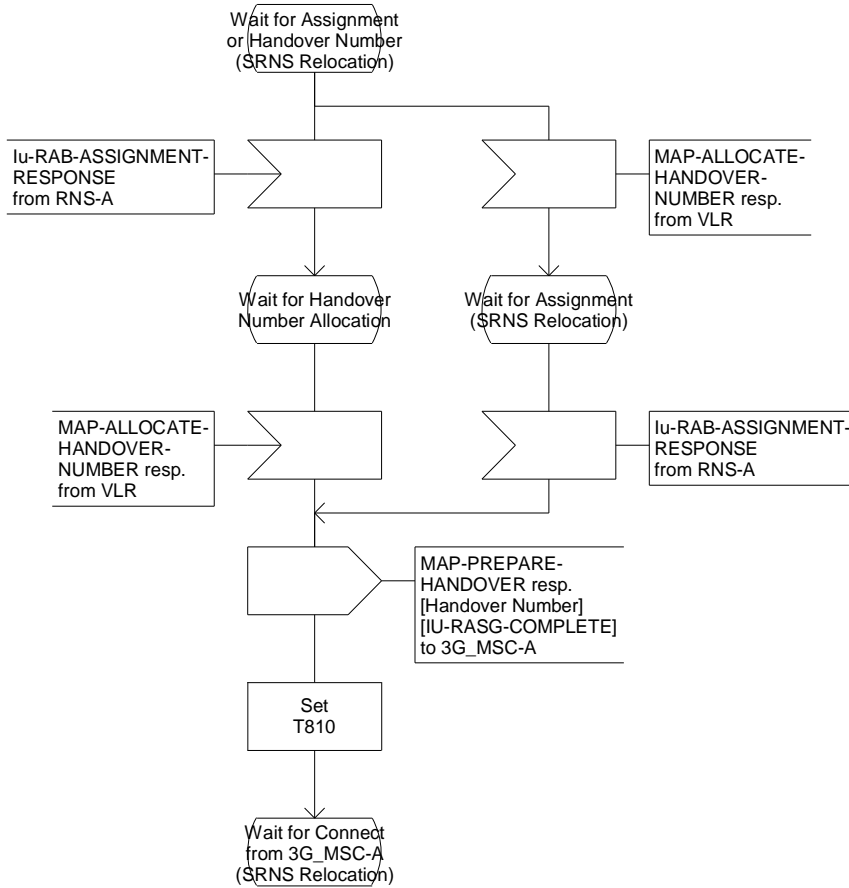 Wait for Assignment
or Handover Number
(SRNS Relocation)
Iu-RAB-ASSIGNMENT-
RESPONSE
from RNS-A
MAP-ALLOCATE-
HANDOVER-
NUMBER resp.
from VLR
Wait for Handover
Number Allocation
Wait for Assignment
(SRNS Relocation)
MAP-ALLOCATE-
HANDOVER-
NUMBER resp.
from VLR
Iu-RAB-ASSIGNMENT-
RESPONSE
from RNS-A
MAP-PREPARE-
HANDOVER resp.
[Handover Number]
[IU-RASG-COMPLETE]
to 3G_MSC-A
Set
T810
Wait for Connect
from 3G_MSC-A
(SRNS Relocation)